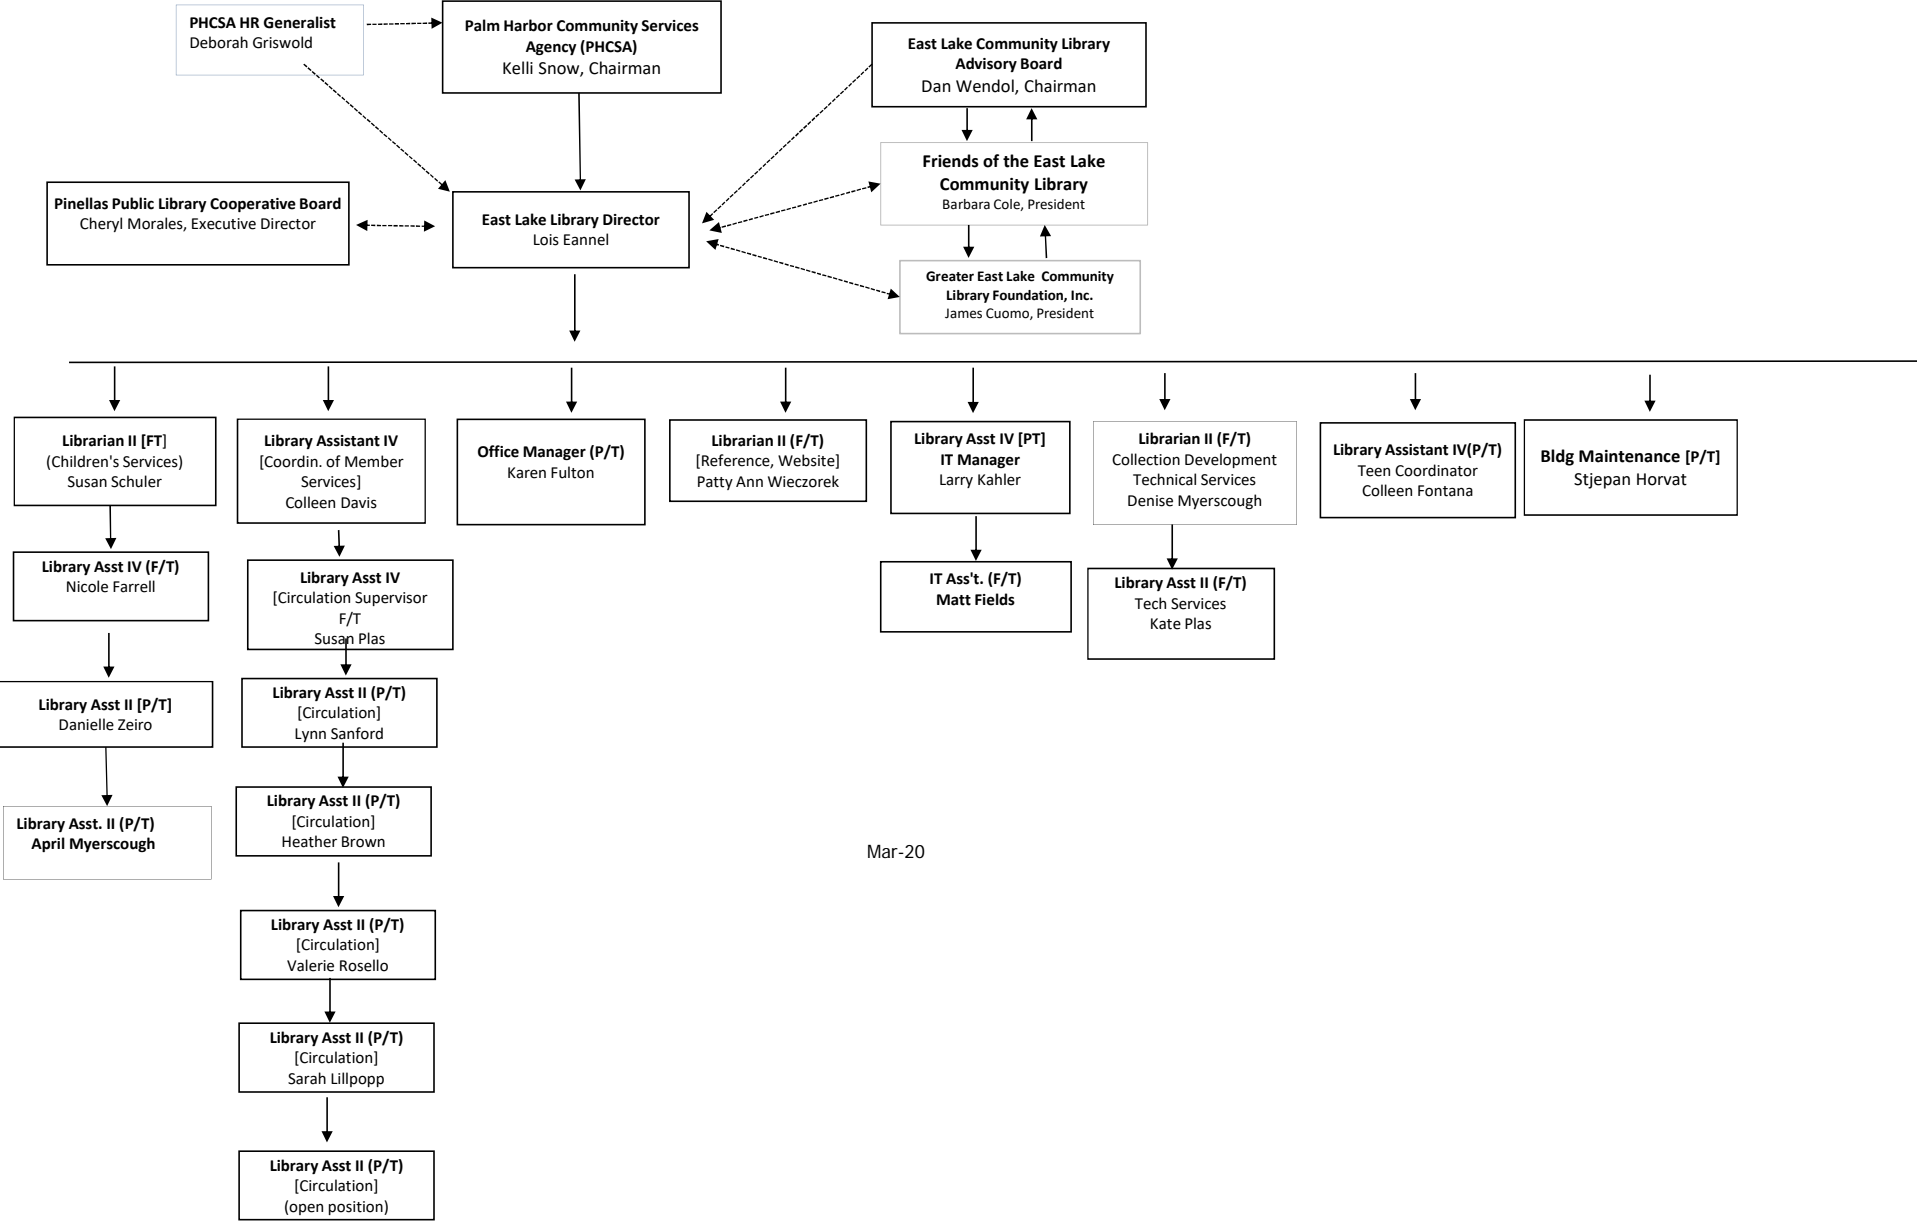 PHCSA HR Generalist
Deborah Griswold
Palm Harbor Community Services
Agency (PHCSA)
Kelli Snow, Chairman
East Lake Community Library
Advisory Board
Dan Wendol, Chairman
Friends of the East Lake
Community Library
Barbara Cole, President
Pinellas Public Library Cooperative Board
Cheryl Morales, Executive Director
East Lake Library Director
Lois Eannel
Greater East Lake Community
Library Foundation, Inc.
James Cuomo, President
Librarian II [FT]
(Children's Services)
Susan Schuler
Library Assistant IV
[Coordin. of Member
Services]
Colleen Davis
Office Manager (P/T)
Karen Fulton
Librarian II (F/T)
[Reference, Website]
Patty Ann Wieczorek
Library Asst IV [PT]
IT Manager
Larry Kahler
Librarian II (F/T)
Collection Development
Technical Services
Denise Myerscough
Library Assistant IV(P/T)
Teen Coordinator
Colleen Fontana
Bldg Maintenance [P/T]
Stjepan Horvat
Library Asst IV (F/T)
Nicole Farrell
Library Asst IV
[Circulation Supervisor
F/T
Susan Plas
IT Ass't. (F/T)
Matt Fields
Library Asst II (F/T)
Tech Services
Kate Plas
Library Asst II [P/T]
Danielle Zeiro
Library Asst II (P/T)
[Circulation]
Lynn Sanford
Library Asst. II (P/T)
April Myerscough
Library Asst II (P/T)
[Circulation]
Heather Brown
Mar-20
Library Asst II (P/T)
[Circulation]
Valerie Rosello
Library Asst II (P/T)
[Circulation]
Sarah Lillpopp
Library Asst II (P/T)
[Circulation]
(open position)